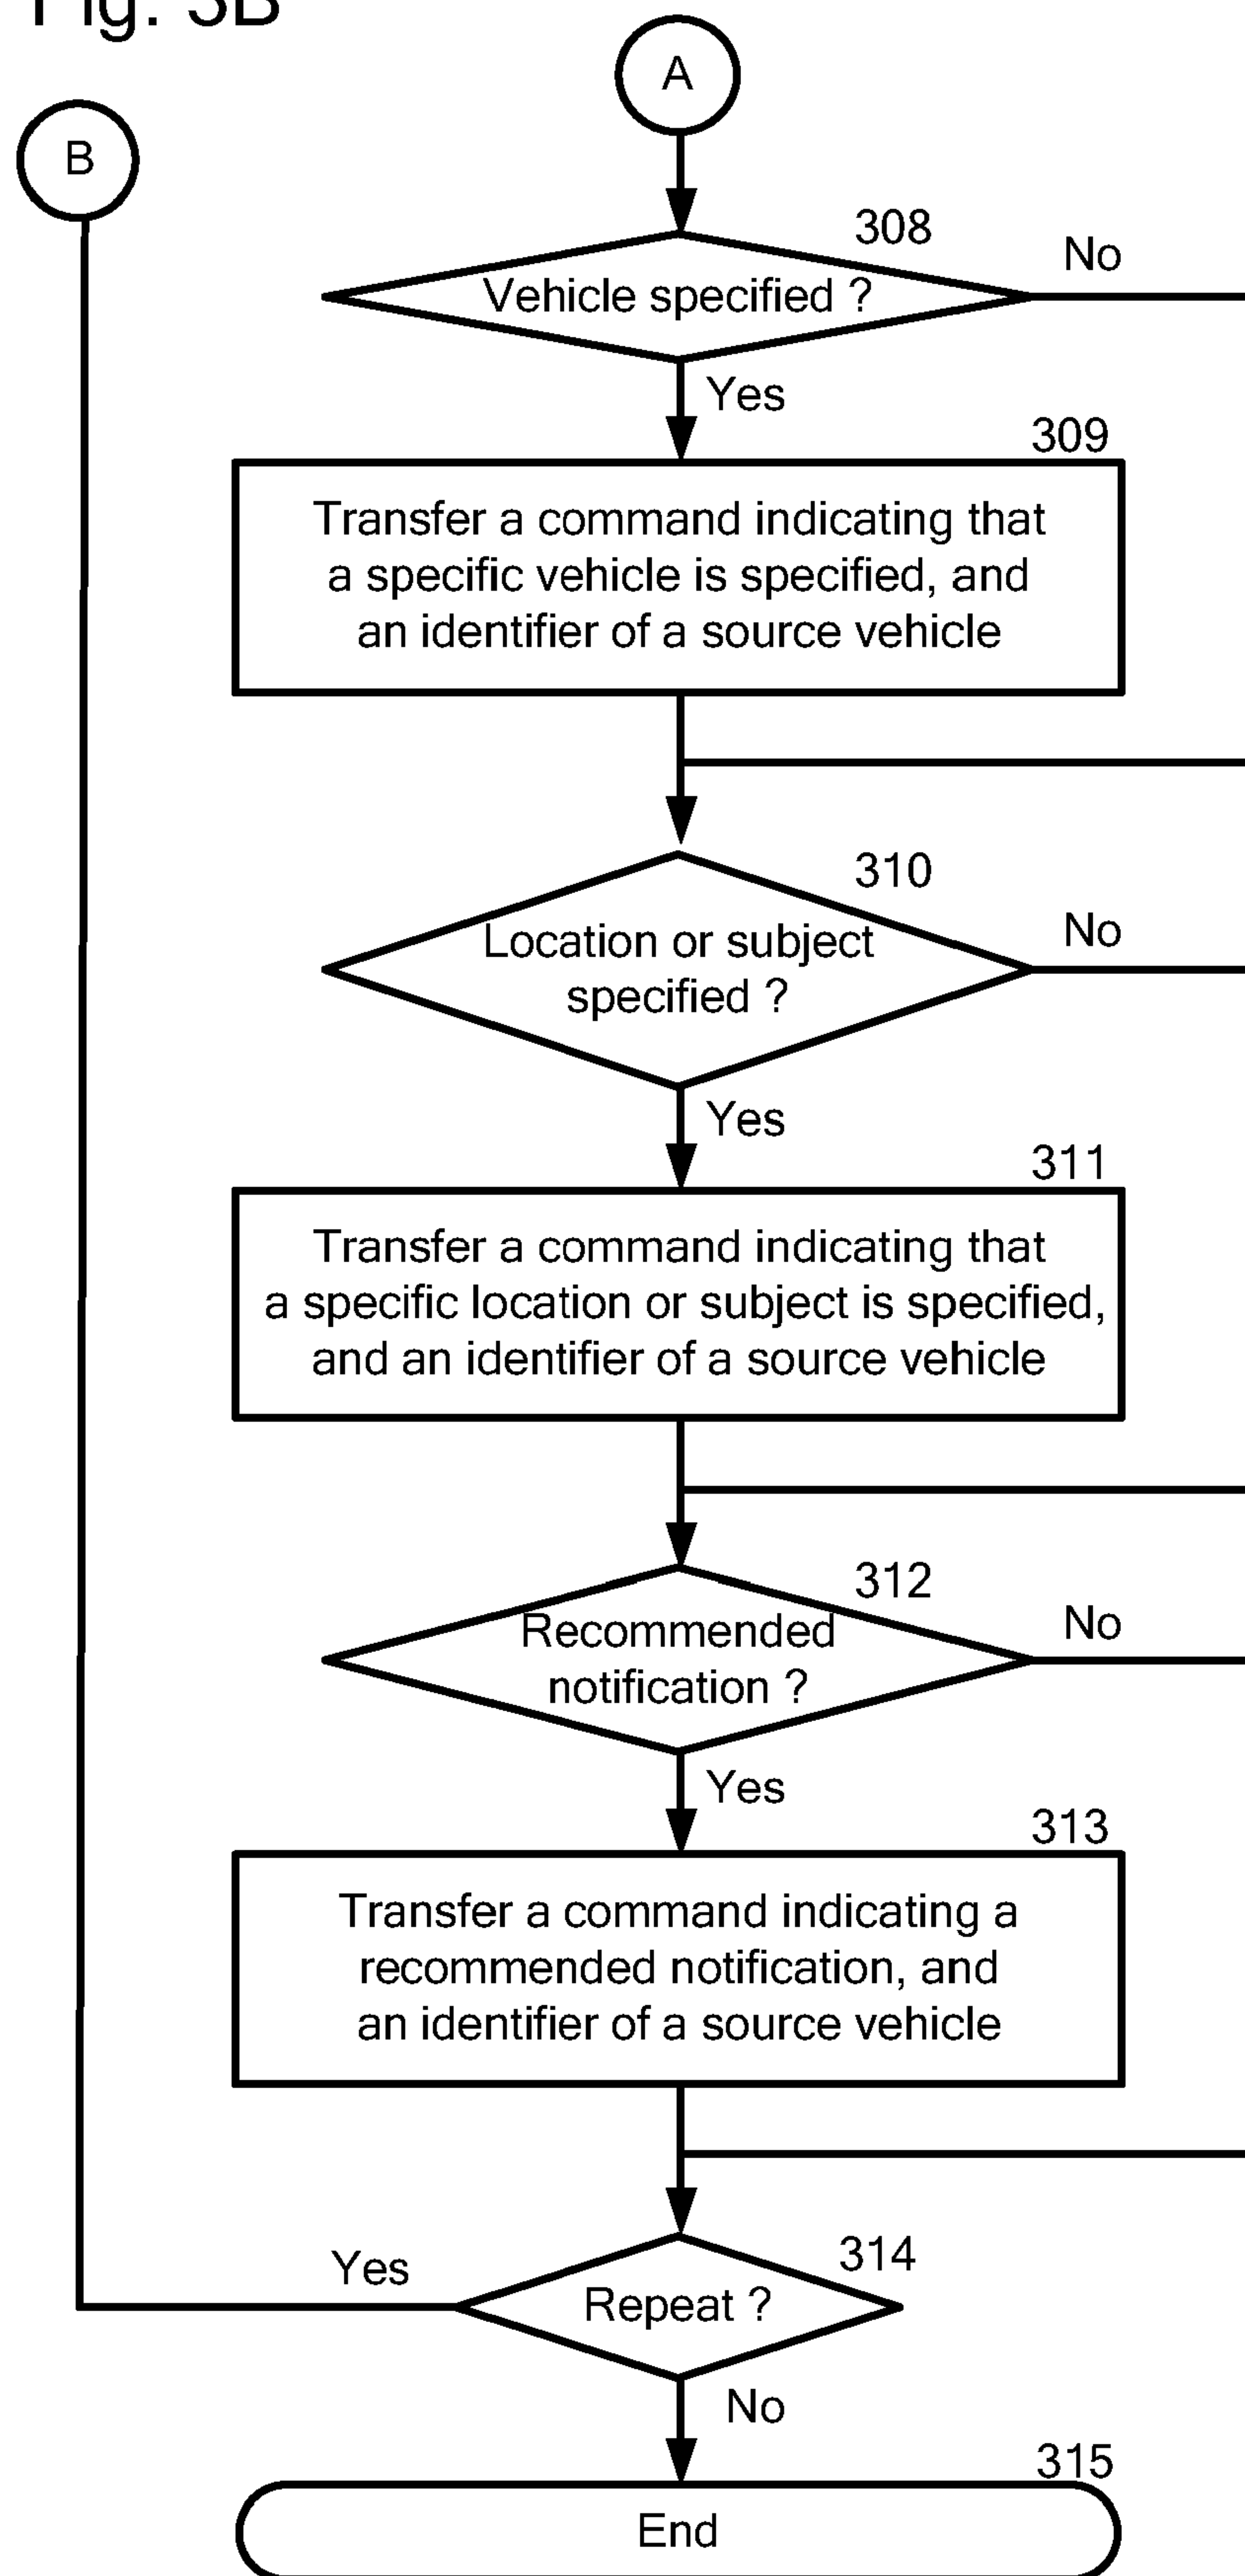 Fig. 3B
A
B
308
No
Vehicle specified ?
Yes
309
Transfer a command indicating that
a specific vehicle is specified, and
an identifier of a source vehicle
310
No
Location or subject
specified ?
Yes
311
Transfer a command indicating that
a specific location or subject is specified,
and an identifier of a source vehicle
312
No
Recommended
notification ?
Yes
313
Transfer a command indicating a
recommended notification, and
an identifier of a source vehicle
314
Yes
Repeat ?
No
315
End